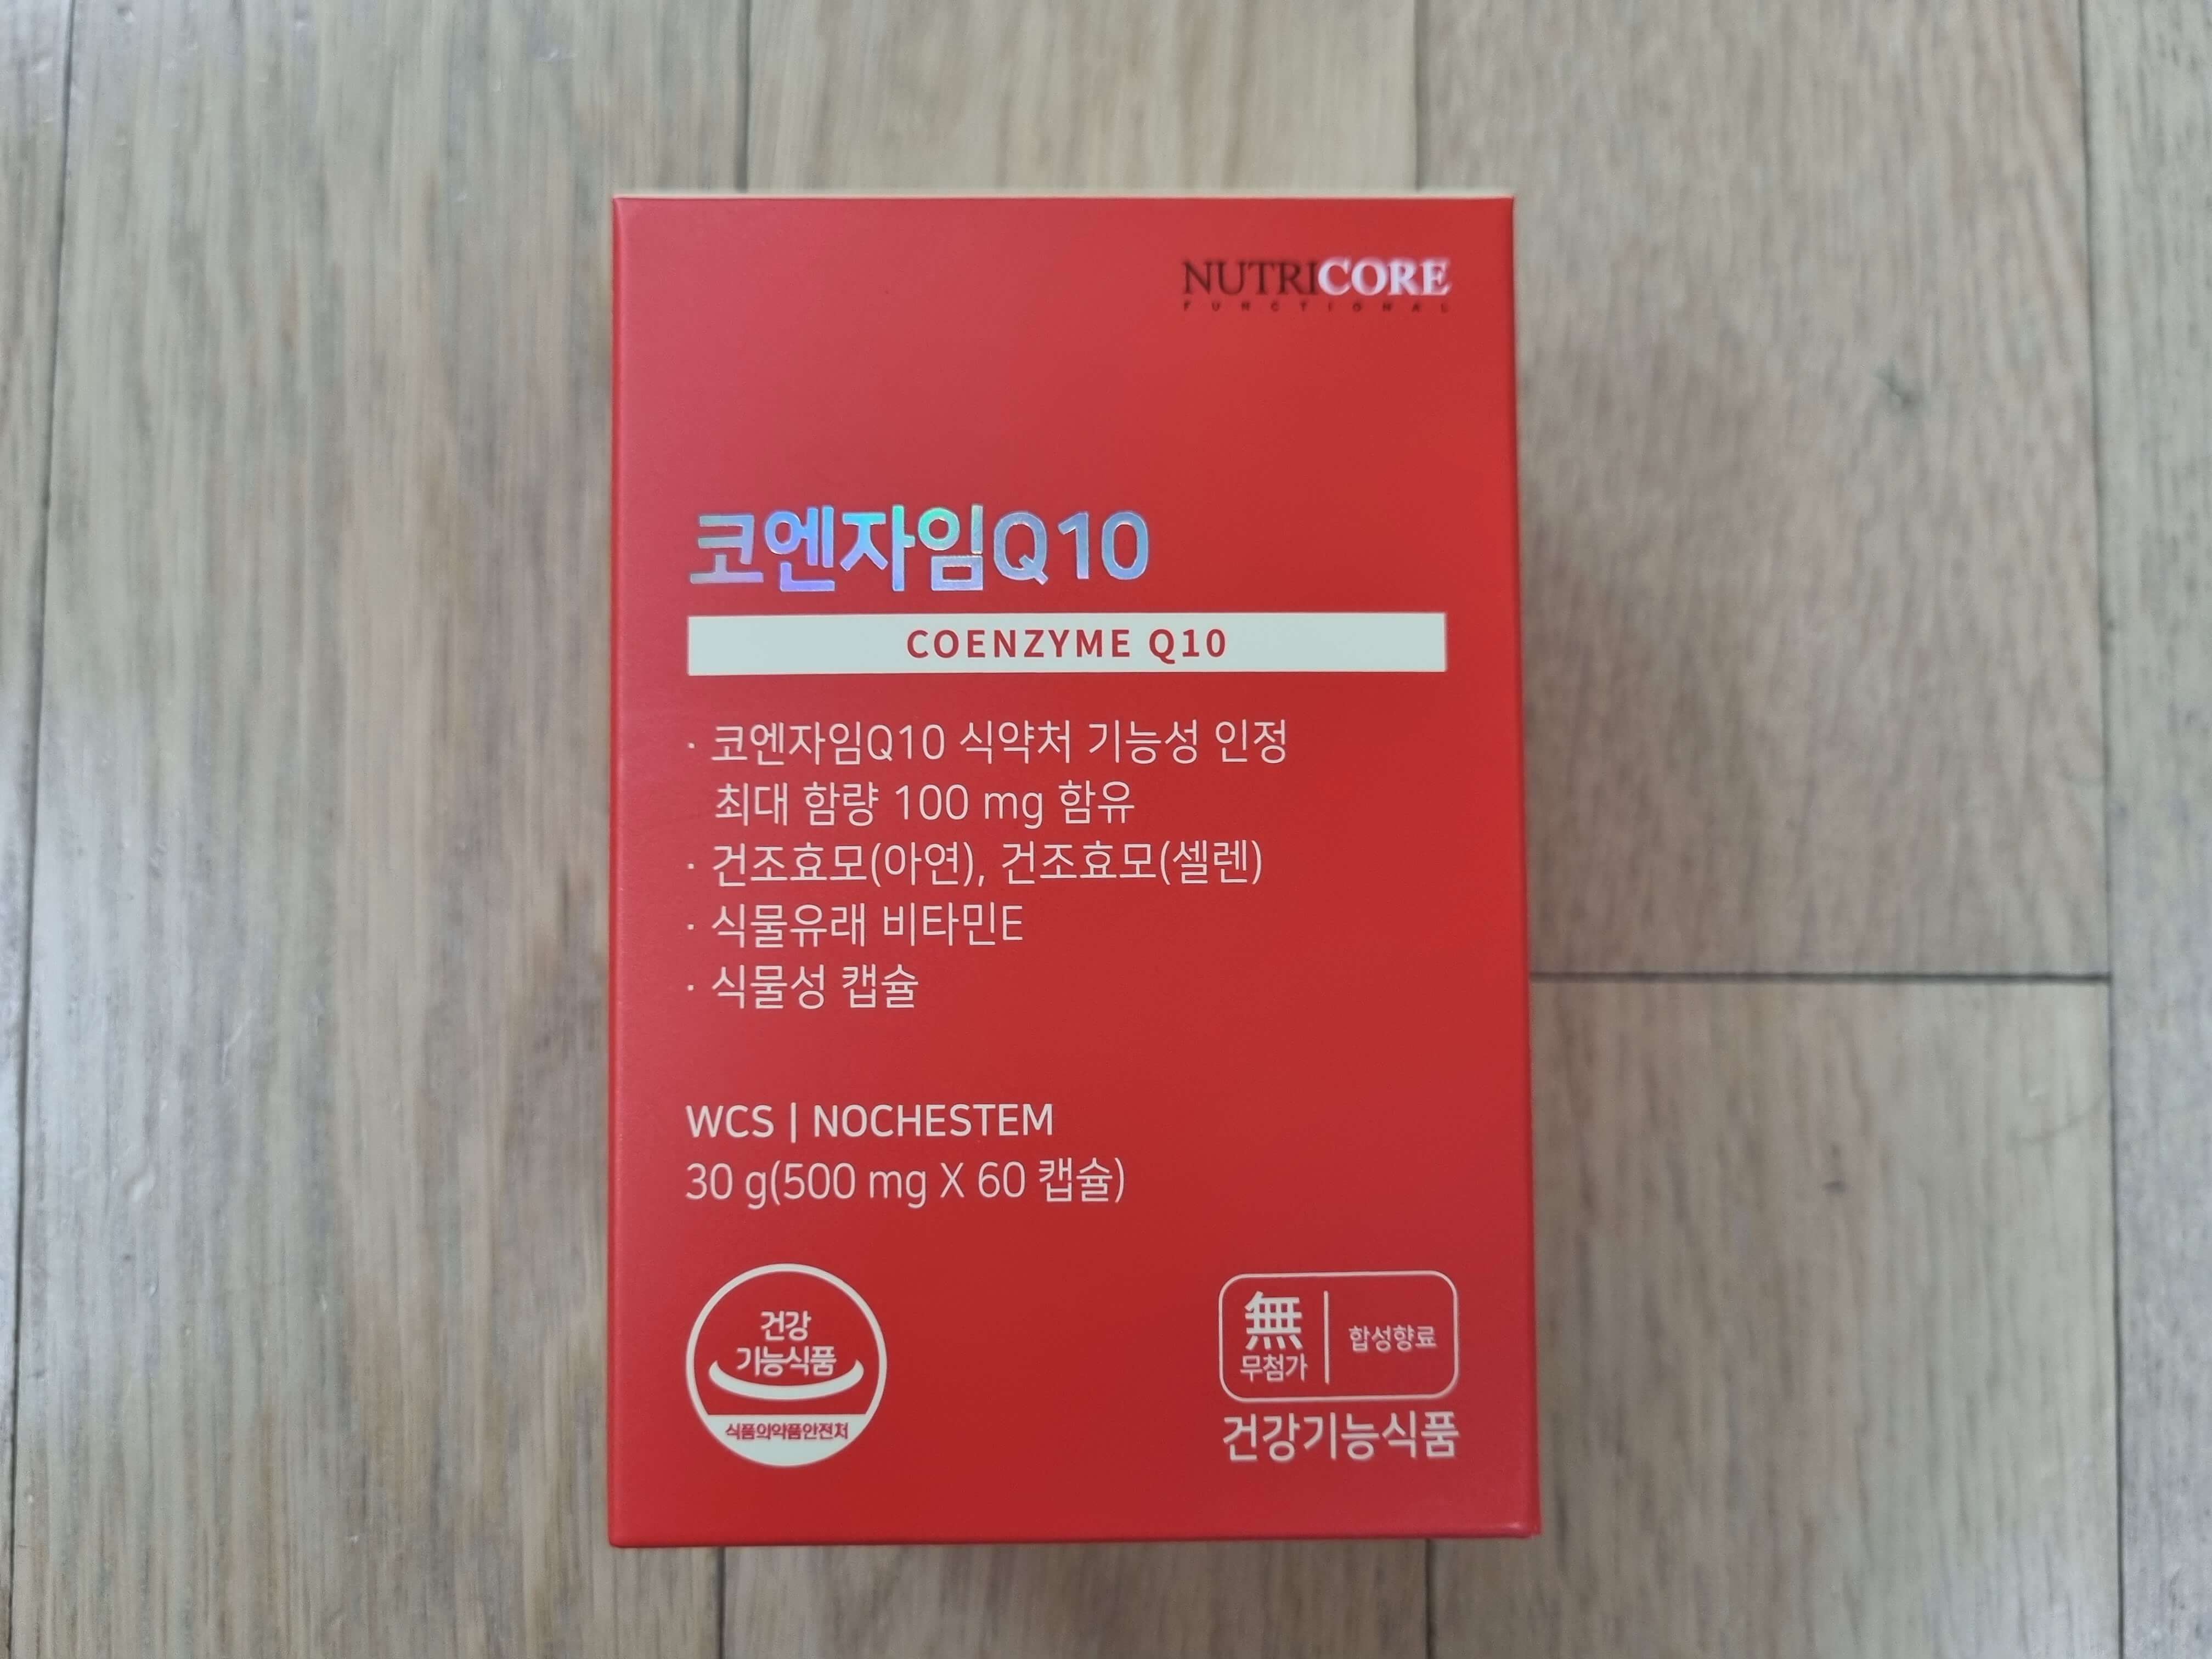 NUTRICORE
FUNCTIONAL
코엔자임Q10
COENZYME Q10
· 코엔자임Q10 식약처 기능성 인정
최대 함량 100 mg 함유
· 건조효모(아연), 건조효모(셀렌)
· 식물유래 비타민E
· 식물성 캡슐
WCS | NOCHESTEM
30 g(500 mg X 60 캡슐)
건강
기능식품
식품의약품안전처
無
무첨가
합성향료
건강기능식품